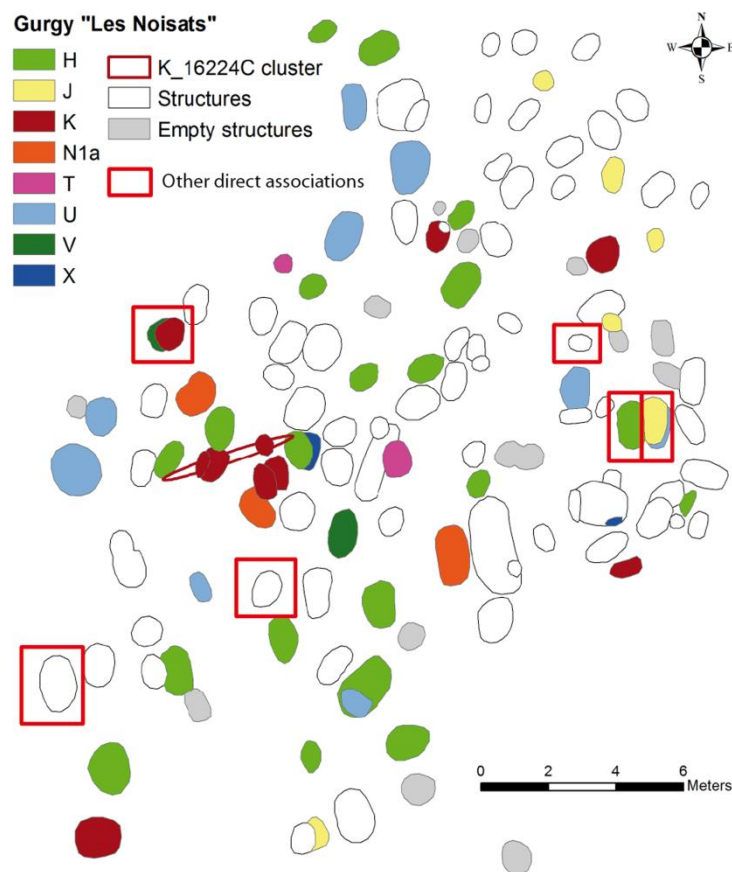 Gurgy "Les Noisats"
H
J
K
N1a
T
U
V
X
K_16224C cluster
Structures
Empty structures
Other direct associations
N
W E
S
0 2 4 6
Meters